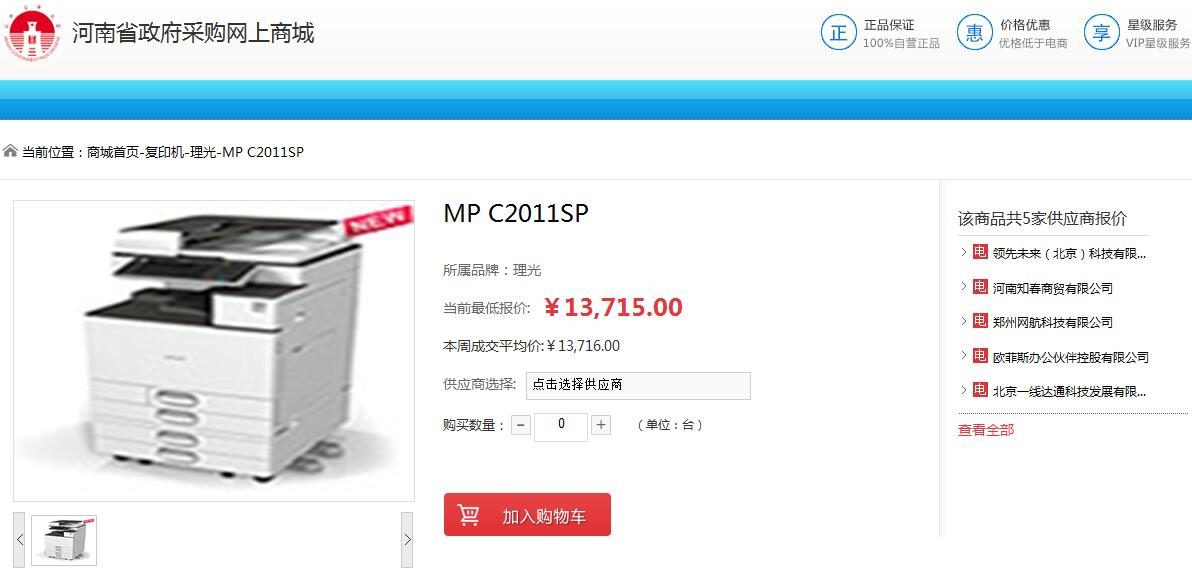 河南省政府采购网上商城
正
正品保证
100%自营正品
惠
价格优惠
优格低于电商
享
星级服务
VIP星级服务
当前位置：商城首页-复印机-理光-MP C2011SP
NEW
MP C2011SP
所属品牌：理光
当前最低报价: ￥13,715.00
本周成交平均价:￥13,716.00
供应商选择: 点击选择供应商
购买数量： - 0 + （单位：台）
加入购物车
该商品共5家供应商报价
电 领先未来（北京）科技有限...
电 河南知春商贸有限公司
电 郑州网航科技有限公司
电 欧菲斯办公伙伴控股有限公司
电 北京一线达通科技发展有限...
查看全部